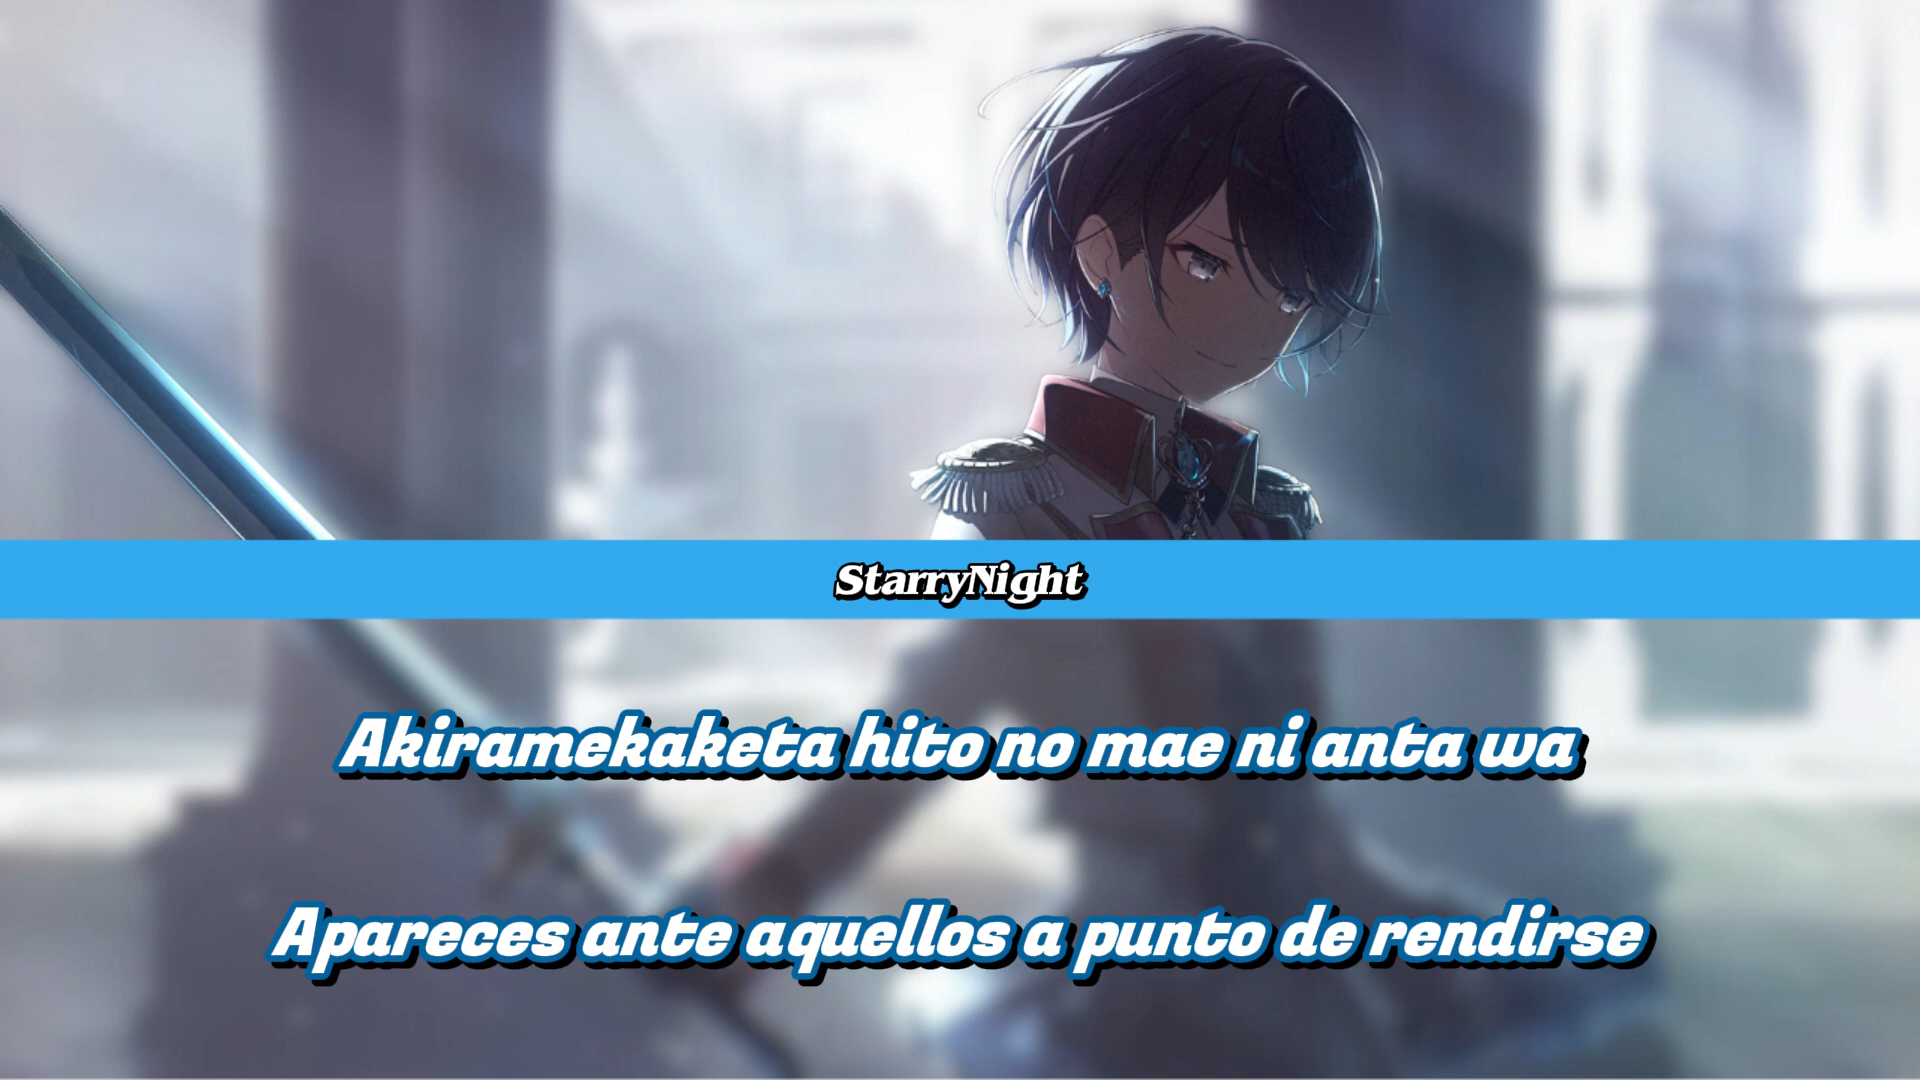 StarryNight
Akiramekaketa hito no mae ni anta wa
Apareces ante aquellos a punto de rendirse